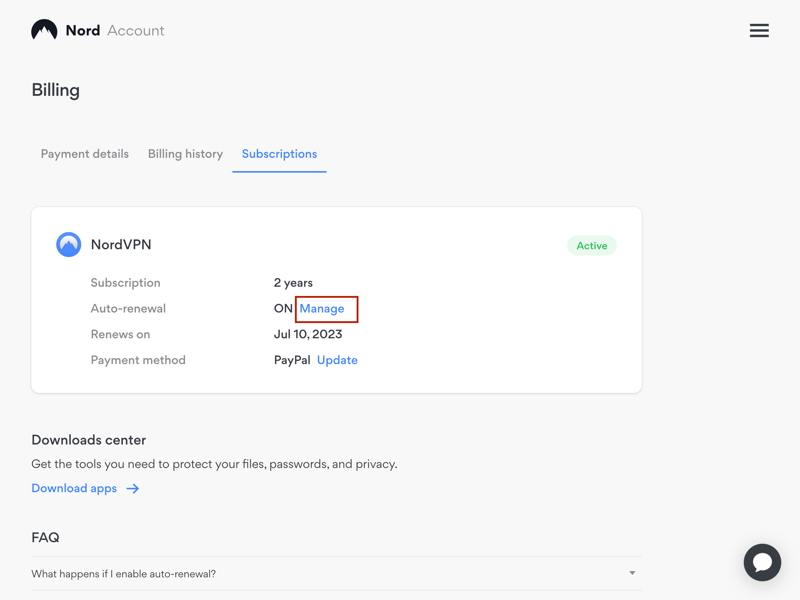 Nord Account
Billing
Payment details Billing history Subscriptions
NordVPN Active
Subscription 2 years
Auto-renewal ON Manage
Renews on Jul 10, 2023
Payment method PayPal Update
Downloads center
Get the tools you need to protect your files, passwords, and privacy.
Download apps →
FAQ
What happens if I enable auto-renewal?